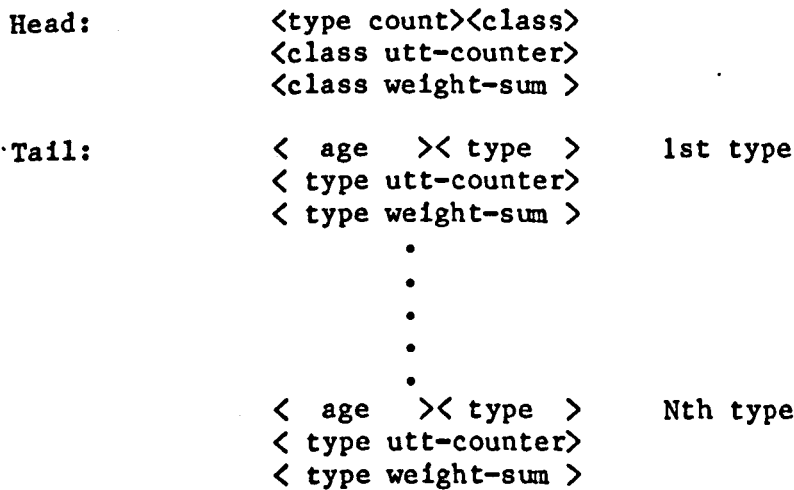 Head: <type count><class>
<class utt-counter>
<class weight-sum >
Tail: < age >< type > 1st type
< type utt-counter>
< type weight-sum >
.
.
.
.
.
< age >< type > Nth type
< type utt-counter>
< type weight-sum >